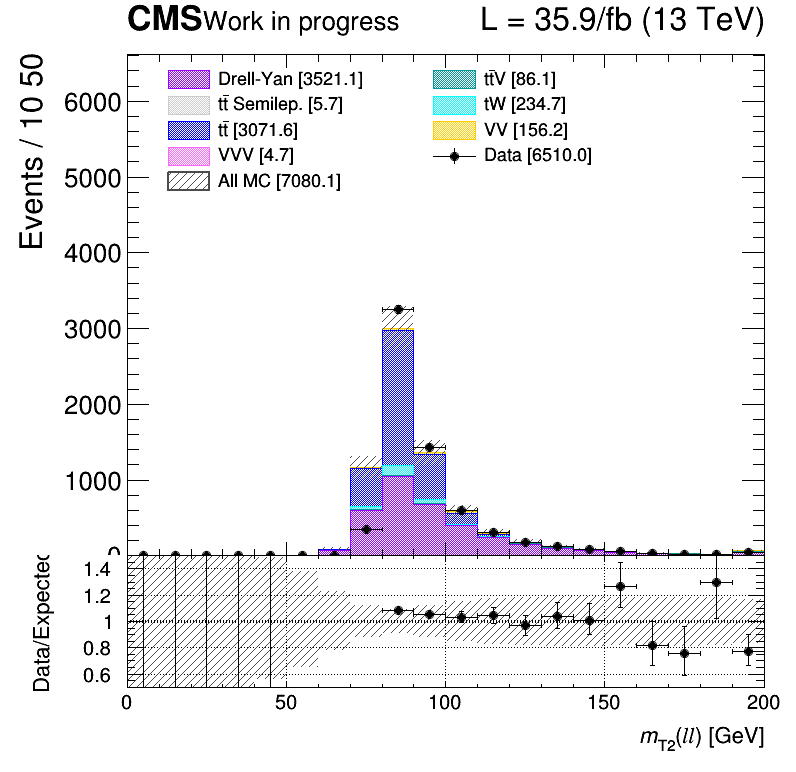 CMS Work in progress L = 35.9/fb (13 TeV)
Events / 10 50
6000
5000
4000
3000
2000
1000
0
Drell-Yan [3521.1]
tt̄ Semilep. [5.7]
tt̄ [3071.6]
VVV [4.7]
All MC [7080.1]
tt̄V [86.1]
tW [234.7]
VV [156.2]
Data [6510.0]
Data/Expected
1.4
1.2
1
0.8
0.6
0 50 100 150 200
m_T2(ll) [GeV]